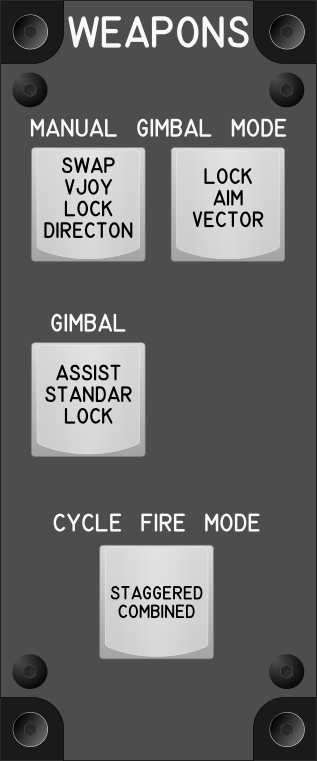 WEAPONS
MANUAL GIMBAL MODE
SWAP
VJOY
LOCK
DIRECTON
LOCK
AIM
VECTOR
GIMBAL
ASSIST
STANDAR
LOCK
CYCLE FIRE MODE
STAGGERED
COMBINED